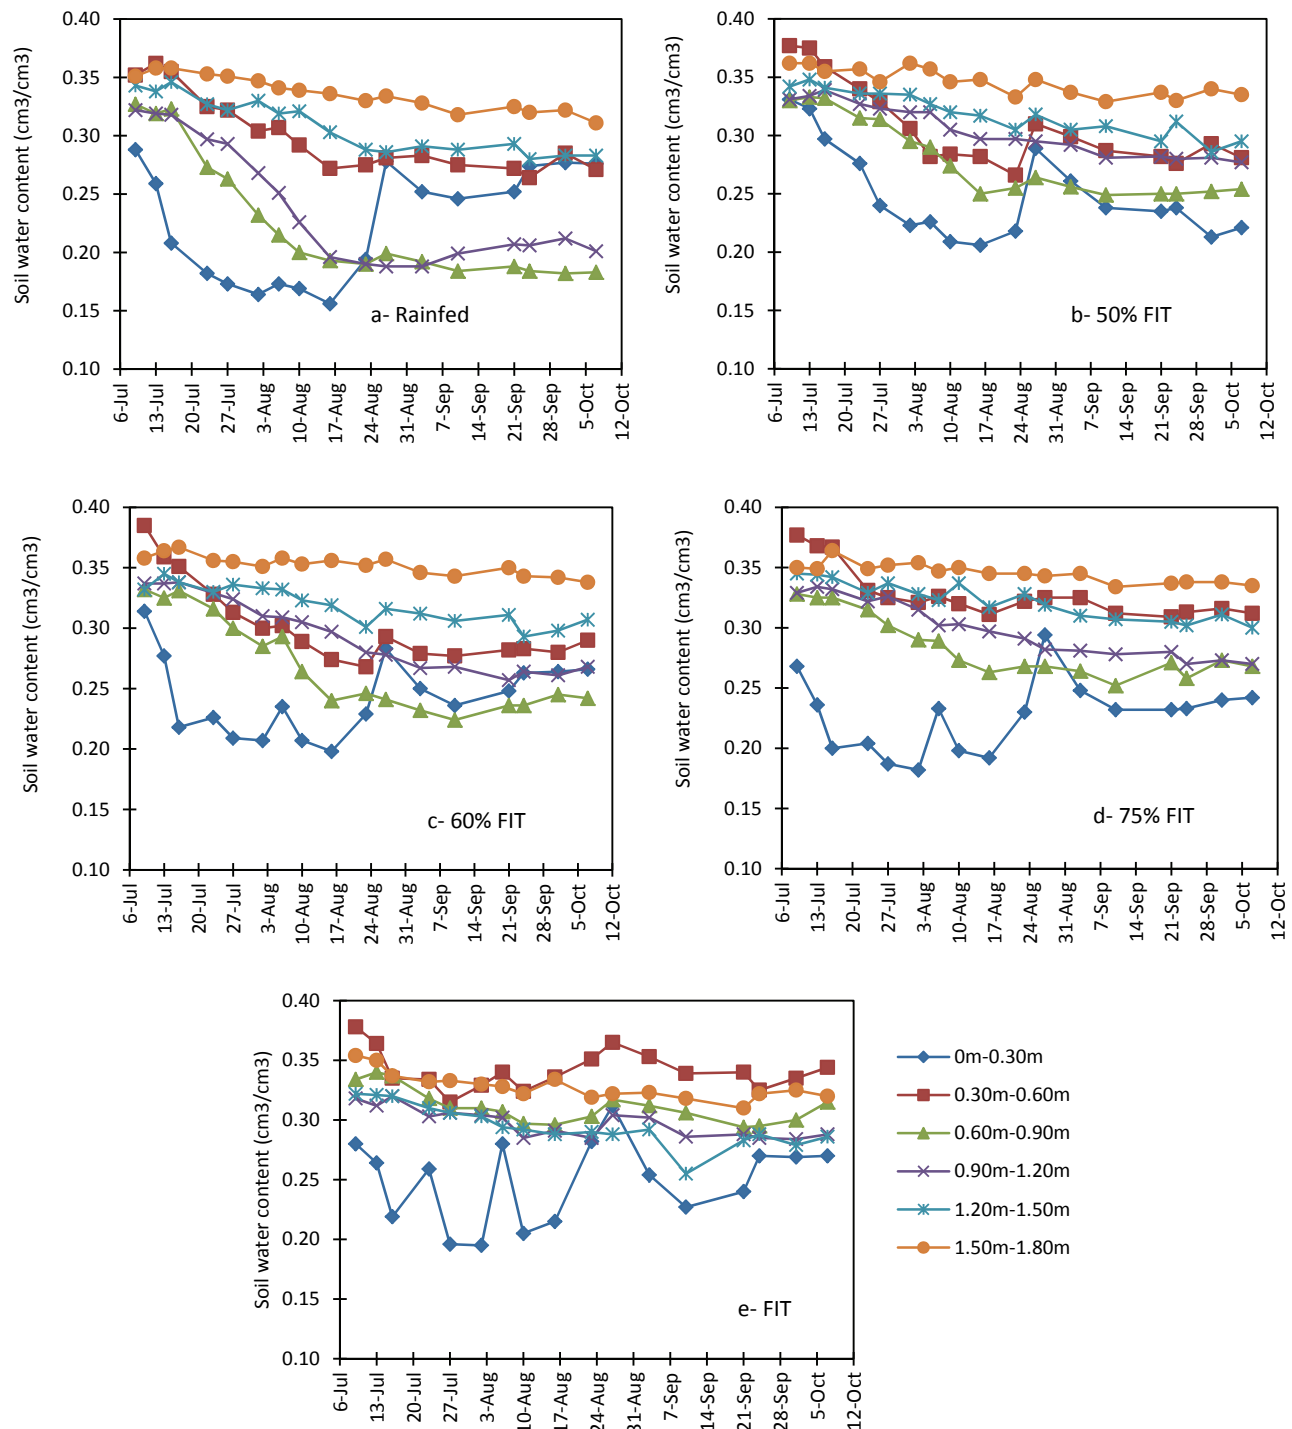 Soil water content (cm3/cm3)
0.40
0.35
0.30
0.25
0.20
0.15
0.10
a- Rainfed
6-Jul
13-Jul
20-Jul
27-Jul
3-Aug
10-Aug
17-Aug
24-Aug
31-Aug
7-Sep
14-Sep
21-Sep
28-Sep
5-Oct
12-Oct
Soil water content (cm3/cm3)
0.40
0.35
0.30
0.25
0.20
0.15
0.10
b- 50% FIT
6-Jul
13-Jul
20-Jul
27-Jul
3-Aug
10-Aug
17-Aug
24-Aug
31-Aug
7-Sep
14-Sep
21-Sep
28-Sep
5-Oct
12-Oct
Soil water content (cm3/cm3)
0.40
0.35
0.30
0.25
0.20
0.15
0.10
c- 60% FIT
6-Jul
13-Jul
20-Jul
27-Jul
3-Aug
10-Aug
17-Aug
24-Aug
31-Aug
7-Sep
14-Sep
21-Sep
28-Sep
5-Oct
12-Oct
Soil water content (cm3/cm3)
0.40
0.35
0.30
0.25
0.20
0.15
0.10
d- 75% FIT
6-Jul
13-Jul
20-Jul
27-Jul
3-Aug
10-Aug
17-Aug
24-Aug
31-Aug
7-Sep
14-Sep
21-Sep
28-Sep
5-Oct
12-Oct
Soil water content (cm3/cm3)
0.40
0.35
0.30
0.25
0.20
0.15
0.10
e- FIT
6-Jul
13-Jul
20-Jul
27-Jul
3-Aug
10-Aug
17-Aug
24-Aug
31-Aug
7-Sep
14-Sep
21-Sep
28-Sep
5-Oct
12-Oct
0m-0.30m
0.30m-0.60m
0.60m-0.90m
0.90m-1.20m
1.20m-1.50m
1.50m-1.80m